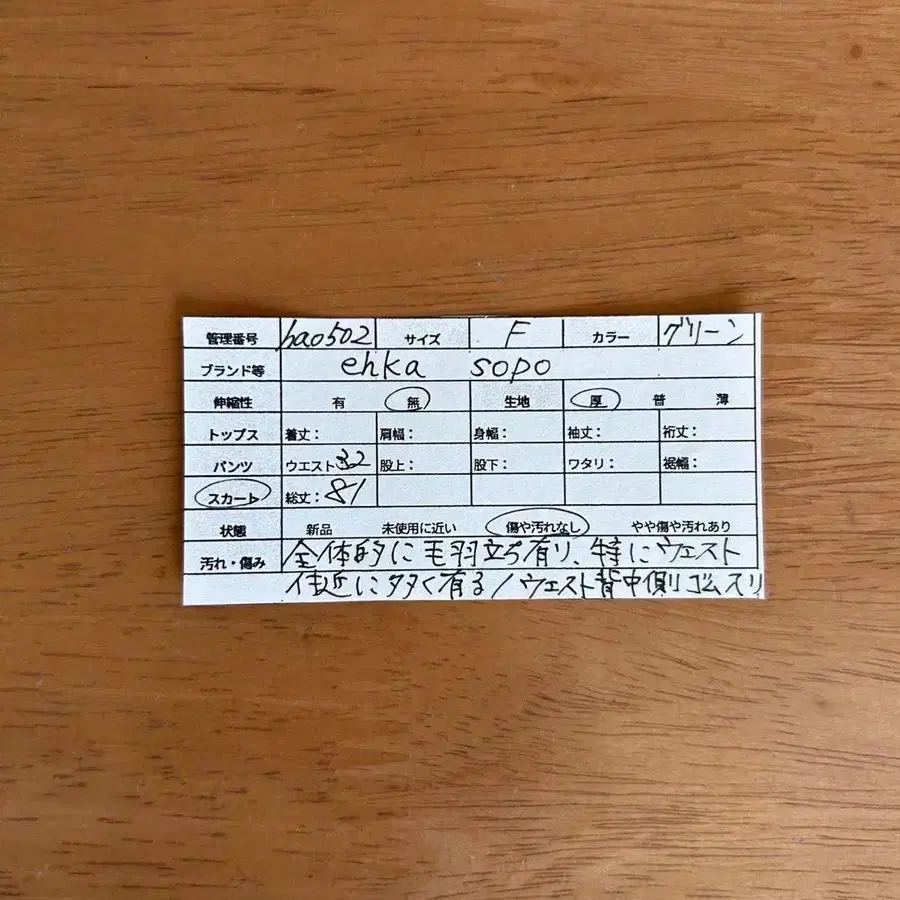 管理番号 hao502 サイズ F カラー グリーン
ブランド等 ehka sopo
伸縮性 有 無 生地 厚 普 薄
トップス 着丈： 肩幅： 身幅： 袖丈： 裄丈：
パンツ ウエスト 32 股上： 股下： ワタリ： 裾幅：
スカート 総丈： 81
状態 新品 未使用に近い 傷や汚れなし やや傷や汚れあり
汚れ・傷み 全体的に毛羽立ち有り、特にウェスト
付近に多く有る/ウェスト背中側ゴム入り